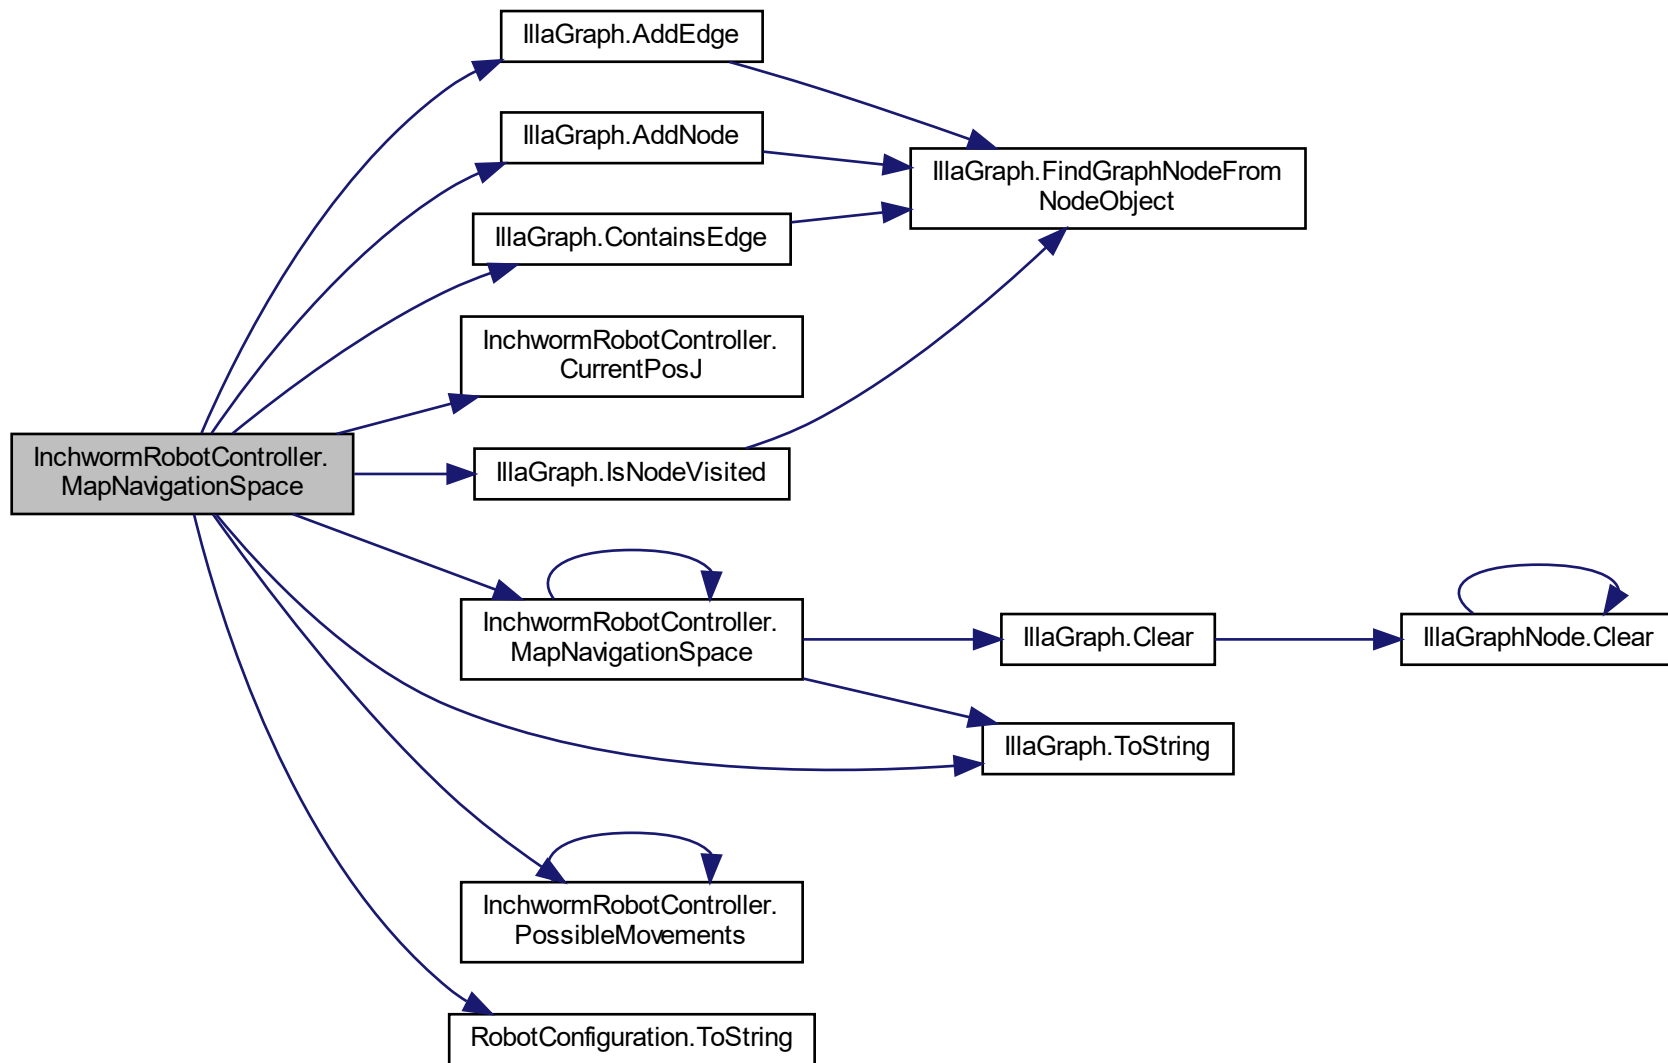 IllaGraph.AddEdge
IllaGraph.AddNode
IllaGraph.FindGraphNodeFrom
NodeObject
IllaGraph.ContainsEdge
InchwormRobotController.
CurrentPosJ
InchwormRobotController.
MapNavigationSpace
IllaGraph.IsNodeVisited
InchwormRobotController.
MapNavigationSpace
IllaGraph.Clear
IllaGraphNode.Clear
IllaGraph.ToString
InchwormRobotController.
PossibleMovements
RobotConfiguration.ToString